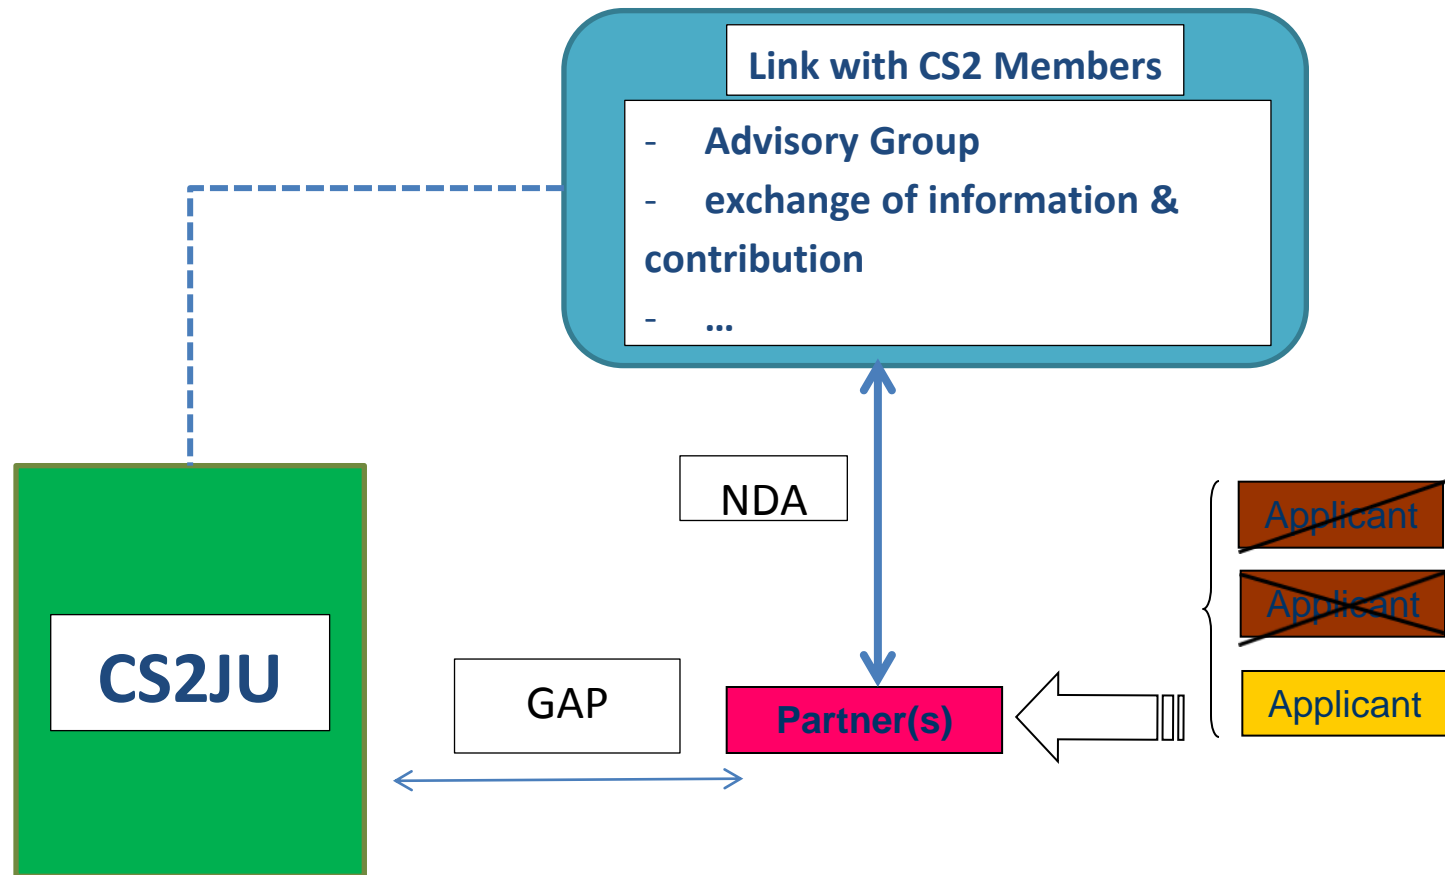 Link with CS2 Members
- Advisory Group
- exchange of information &
contribution
- ...
NDA
Applicant
Applicant
Applicant
CS2JU
GAP
Partner(s)